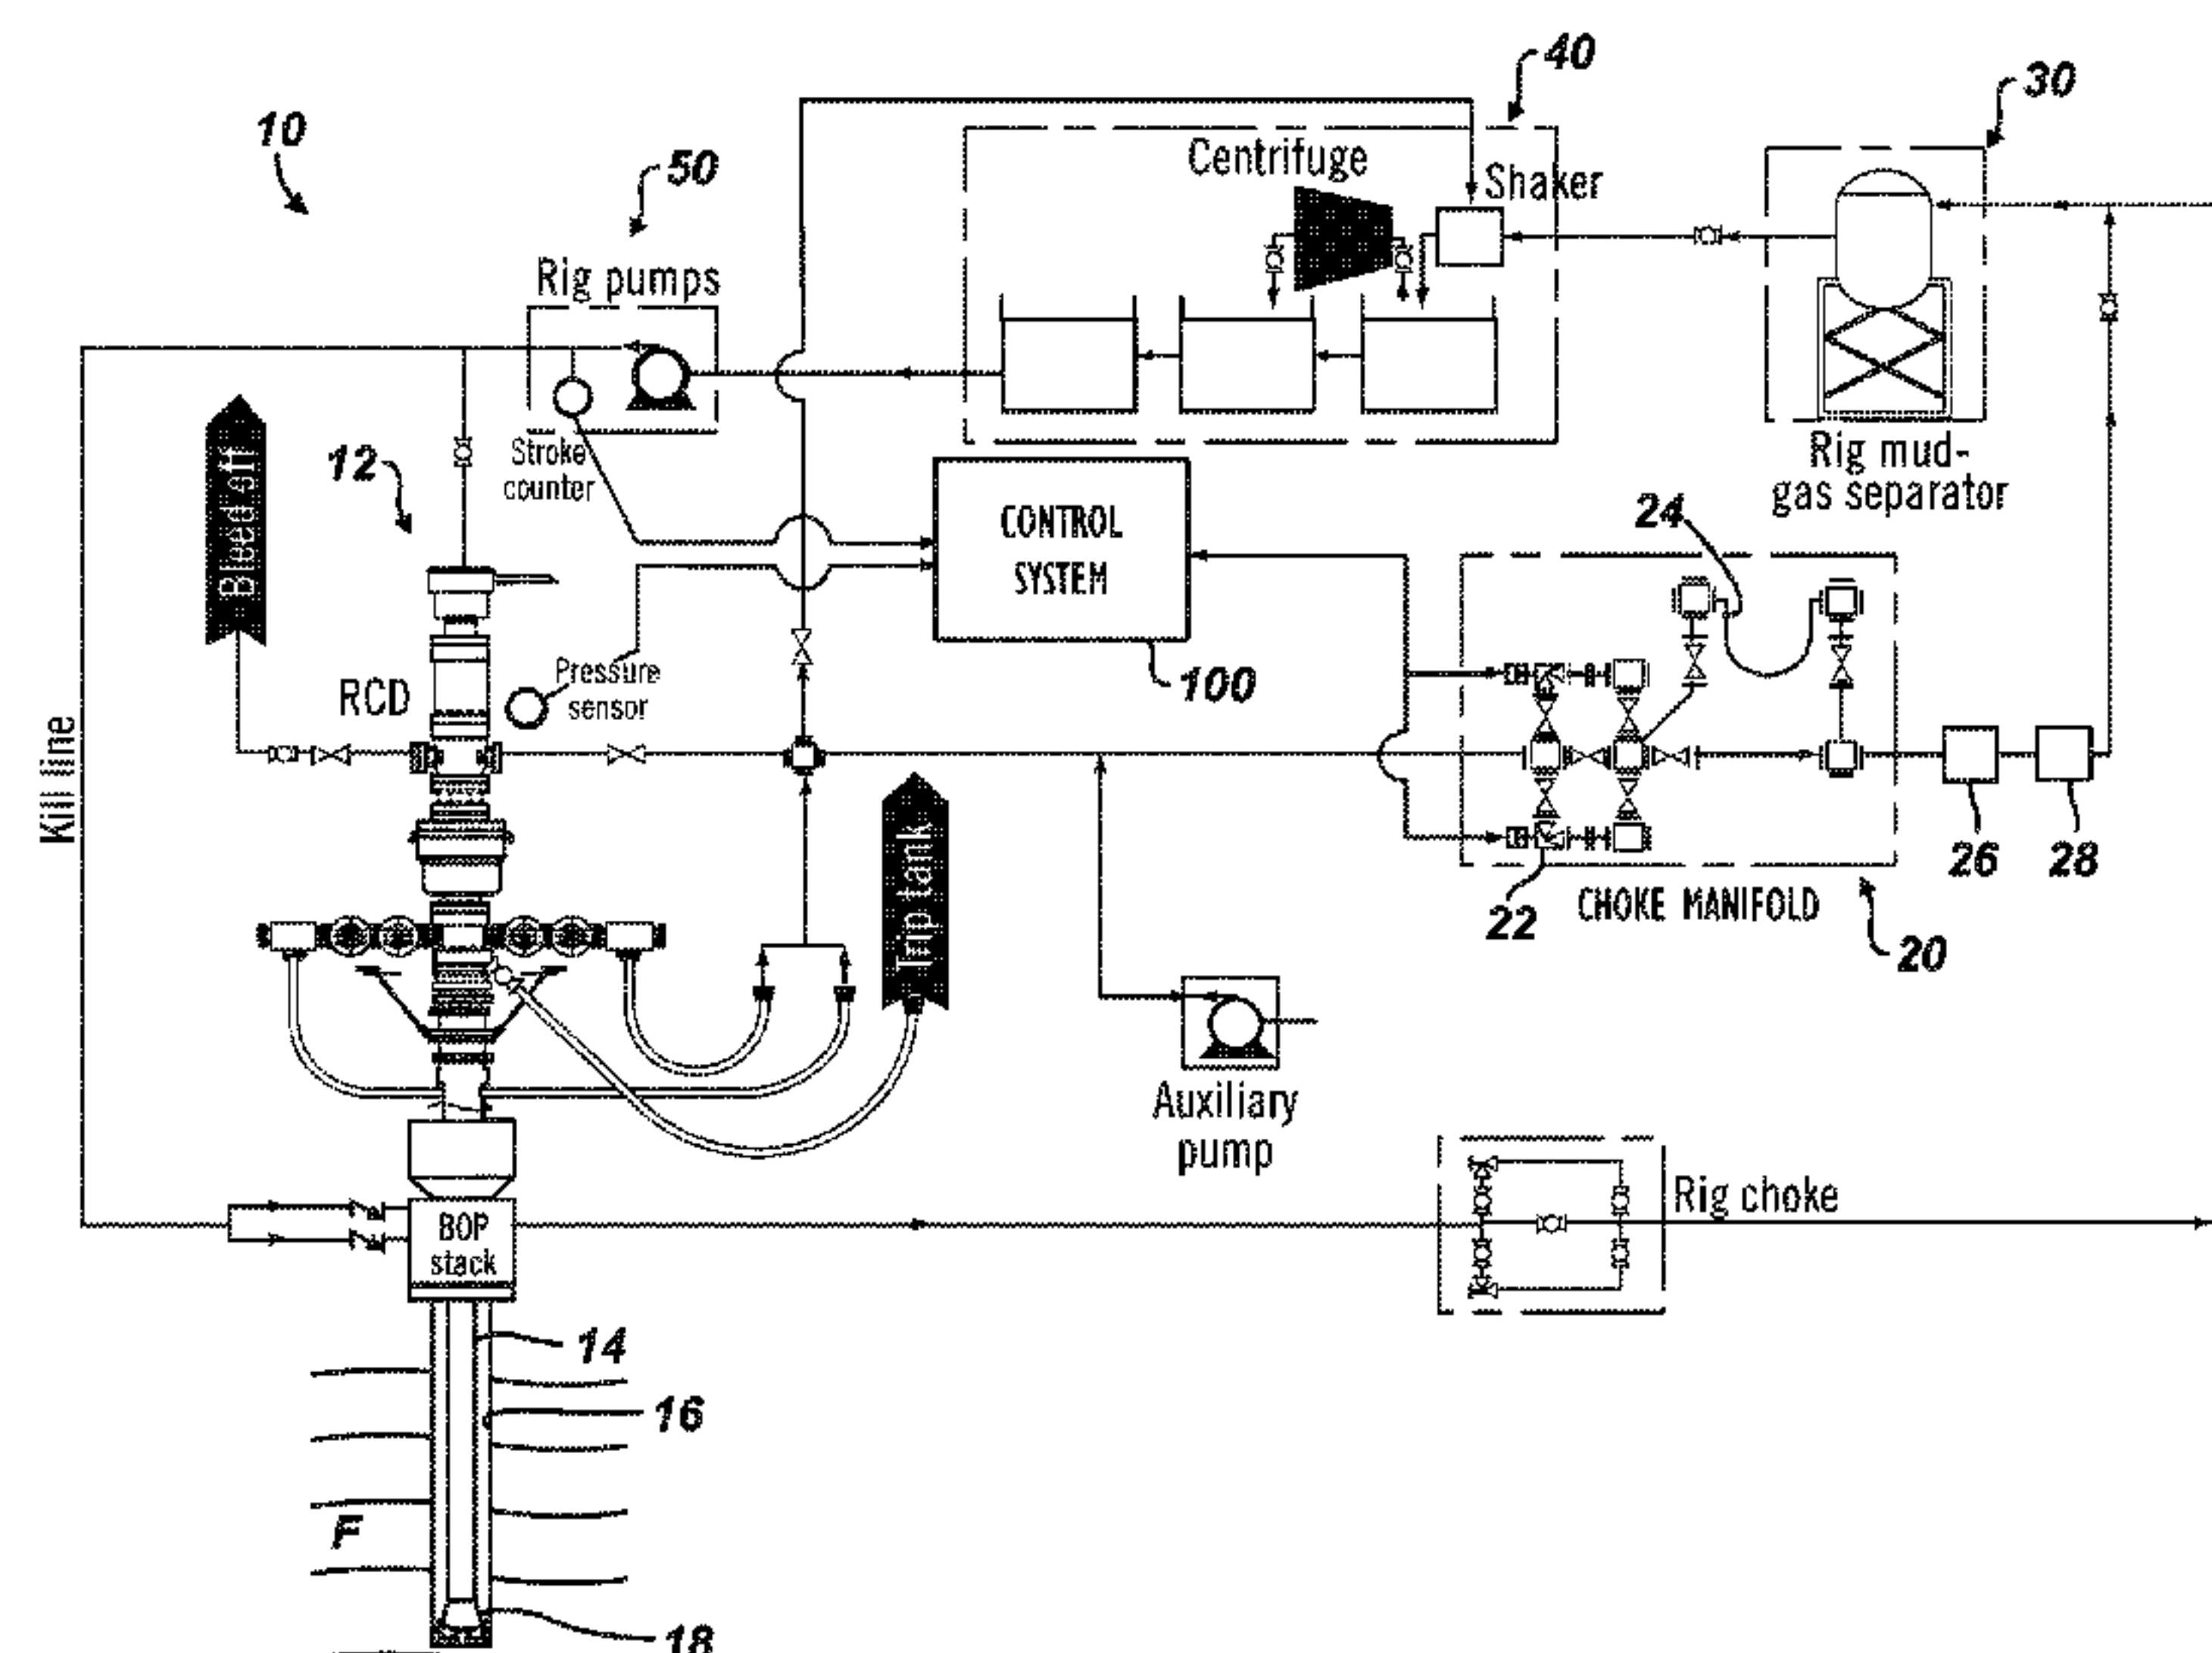 40
30
10
50
Centrifuge
Shaker
Rig pumps
Stroke
counter
12
Bleed off
Rig mud-
gas separator
24
CONTROL
SYSTEM
100
RCD
Pressure
sensor
Kill line
Trip tank
26
28
22
CHOKE MANIFOLD
20
Auxiliary
pump
Rig choke
BOP
stack
14
16
F
18